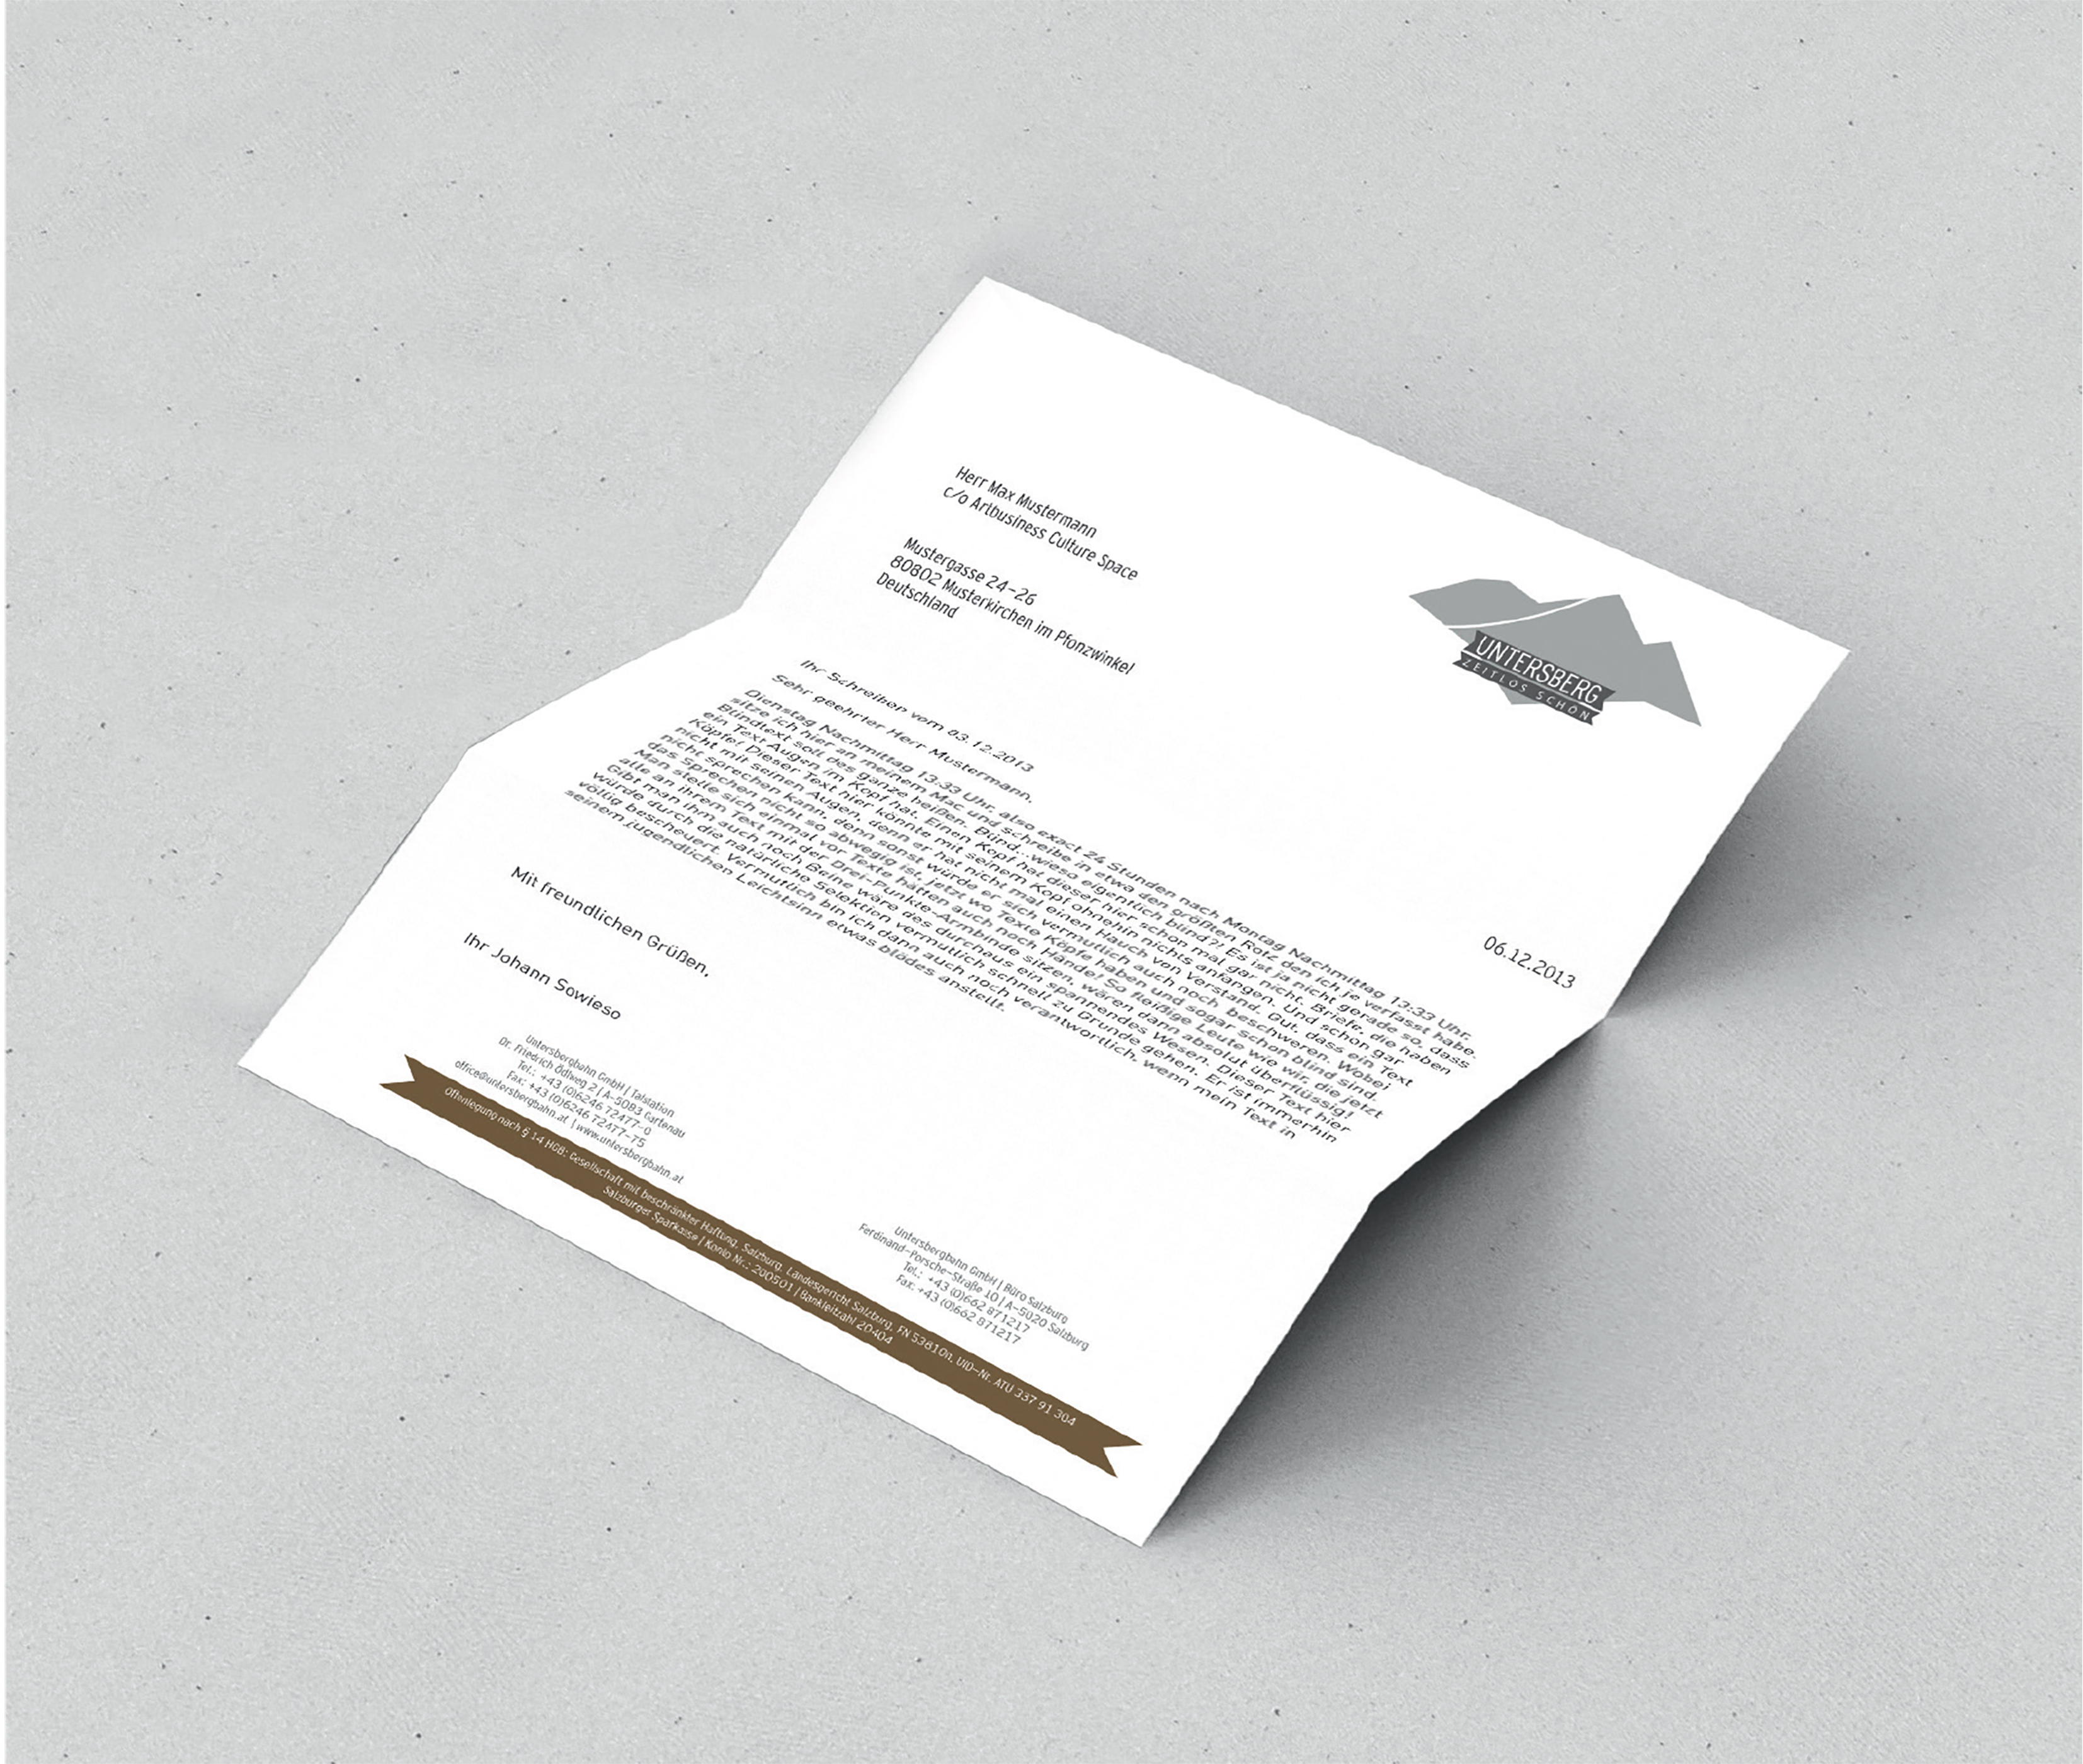 Herr Max Mustermann
c/o Artbusiness Culture Space
Mustergasse 24-26
80802 Musterkirchen im Pfonzwinkel
Deutschland
UNTERSBERG
ZEITLOS SCHÖN
06.12.2013
Ihr Schreiben vom 03.12.2013
Sehr geehrter Herr Mustermann,
Dienstag Nachmittag 13:33 Uhr, also exact 24 Stunden nach Montag Nachmittag 13:33 Uhr,
sitze ich hier an meinem Mac und schreibe in etwa den größten Rotz den ich je verfasst habe.
Blindtext soll des ganze heißen. Blind...wieso eigentlich blind?! Es ist ja nicht gerade so, dass
ein Text Augen im Kopf hat. Einen Kopf hat dieser hier schon mal gar nicht. Briefe, die haben
Köpfe! Dieser Text hier könnte mit seinem Kopf ohnehin nichts anfangen. Und schon gar
nicht mit seinen Augen, denn er hat nicht mal einen Hauch von Verstand. Gut, dass ein Text
nicht sprechen kann, denn sonst würde er sich vermutlich auch noch beschweren. Wobei
das Sprechen nicht so abwegig ist, jetzt wo Texte Köpfe haben und sogar schon blind sind.
Man stelle sich einmal vor Texte hätten auch noch Hände! So fleißige Leute wie wir, die jetzt
alle an ihrem Text mit der Drei-Punkte-Armbinde sitzen, wären dann absolut überflüssig!
Gibt man ihm auch noch Beine wäre des durchaus ein spannendes Wesen. Dieser Text hier
würde durch die natürliche Selektion vermutlich schnell zu Grunde gehen. Er ist immerhin
völlig bescheuert. Vermutlich bin ich dann auch noch verantwortlich, wenn mein Text in
seinem jugendlichen Leichtsinn etwas blödes anstellt.
Mit freundlichen Grüßen,
Ihr Johann Sowieso
Untersbergbahn GmbH | Talstation
Dr. Friedrich Ödlweg 2 | A-5083 Gartenau
Tel.: +43 (0)6246 72477-0
Fax: +43 (0)6246 72477-75
office@untersbergbahn.at | www.untersbergbahn.at
Untersbergbahn GmbH | Büro Salzburg
Ferdinand-Porsche-Straße 10 | A-5020 Salzburg
Tel.: +43 (0)662 871217
Fax: +43 (0)662 871217
Offenlegung nach § 14 HGB: Gesellschaft mit beschränkter Haftung, Salzburg, Landesgericht Salzburg, FN 53810n, UID-Nr. ATU 337 91 304
Salzburger Sparkasse | Konto Nr.: 200501 | Bankleitzahl 20404